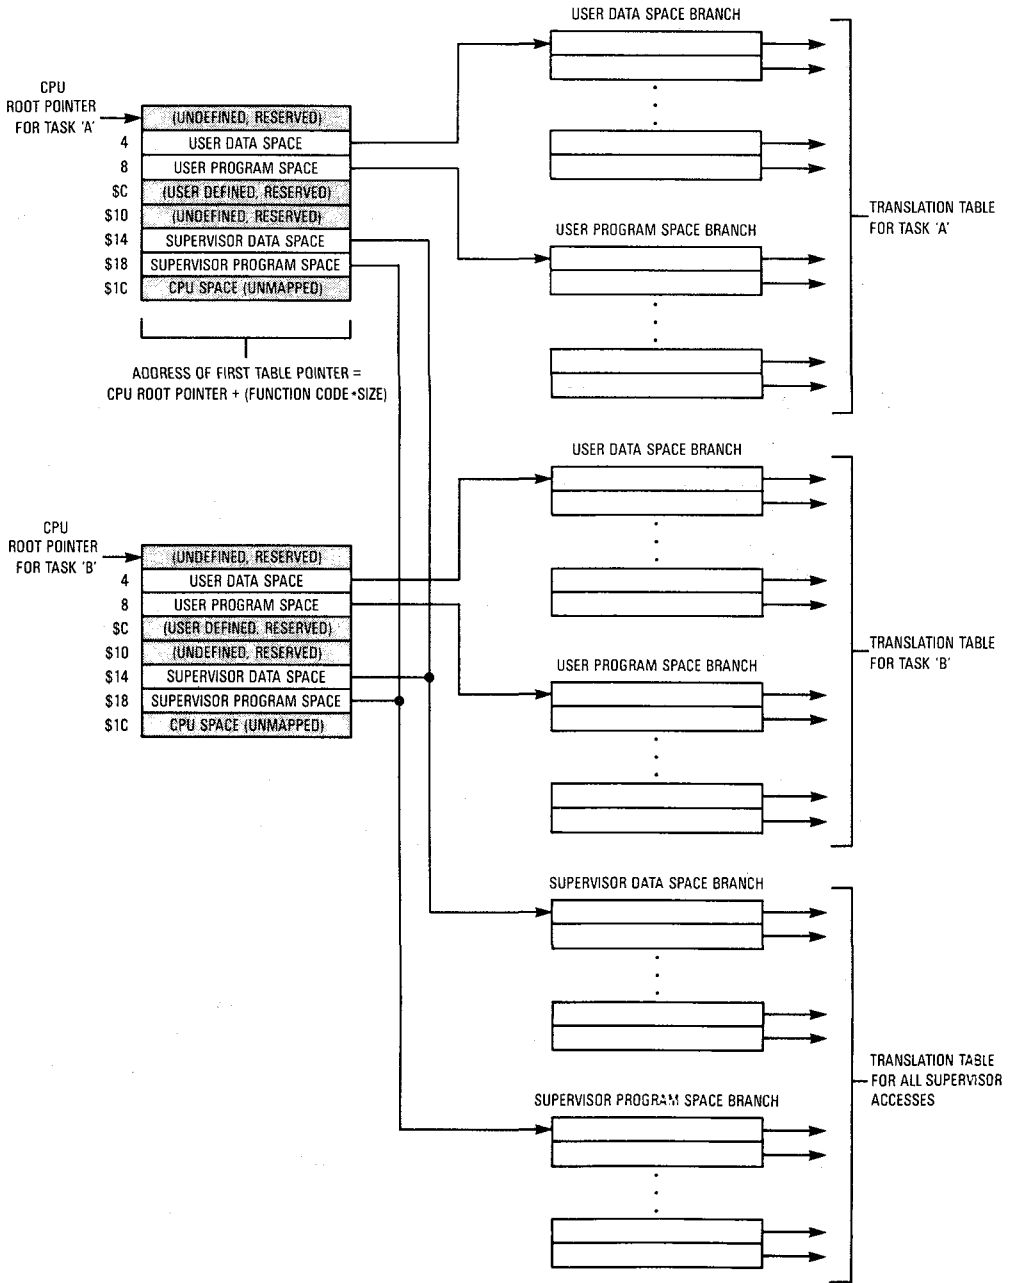 USER DATA SPACE BRANCH
CPU
ROOT POINTER
FOR TASK 'A'
(UNDEFINED, RESERVED)
4 USER DATA SPACE
8 USER PROGRAM SPACE
$C (USER DEFINED, RESERVED)
$10 (UNDEFINED, RESERVED)
$14 SUPERVISOR DATA SPACE
$18 SUPERVISOR PROGRAM SPACE
$1C CPU SPACE (UNMAPPED)
ADDRESS OF FIRST TABLE POINTER =
CPU ROOT POINTER + (FUNCTION CODE*SIZE)
USER PROGRAM SPACE BRANCH
TRANSLATION TABLE
FOR TASK 'A'
USER DATA SPACE BRANCH
CPU
ROOT POINTER
FOR TASK 'B'
(UNDEFINED, RESERVED)
4 USER DATA SPACE
8 USER PROGRAM SPACE
$C (USER DEFINED, RESERVED)
$10 (UNDEFINED, RESERVED)
$14 SUPERVISOR DATA SPACE
$18 SUPERVISOR PROGRAM SPACE
$1C CPU SPACE (UNMAPPED)
USER PROGRAM SPACE BRANCH
TRANSLATION TABLE
FOR TASK 'B'
SUPERVISOR DATA SPACE BRANCH
SUPERVISOR PROGRAM SPACE BRANCH
TRANSLATION TABLE
FOR ALL SUPERVISOR
ACCESSES